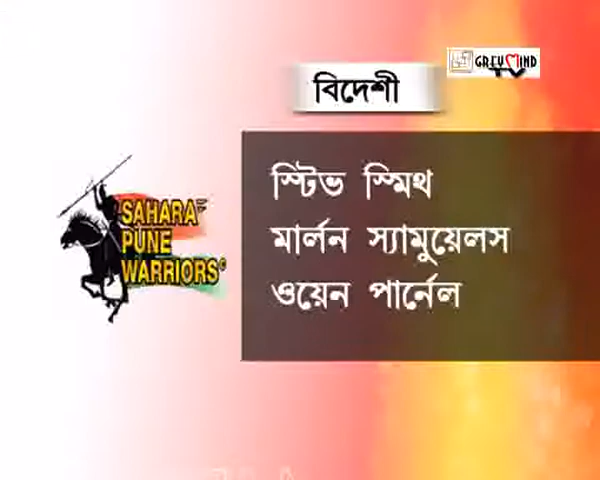 GREYMIND
TV
বিদেশী
স্টিভ স্মিথ
মার্লন স্যামুয়েলস
ওয়েন পার্নেল
SAHARA
PUNE
WARRIORS